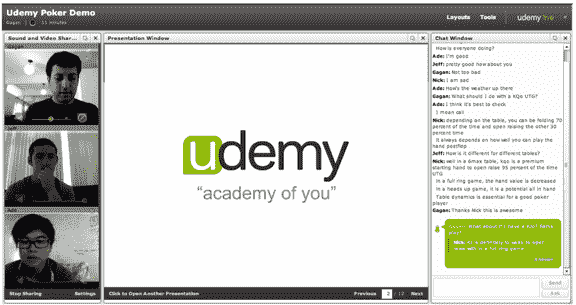 Udemy Poker Demo
Gagan | 11 minutes
Layouts Tools
udemy live
Sound and Video Shar...
Gagan
Jeff
Ade
Stop Sharing Settings
Presentation Window
udemy
“academy of you”
Click to Open Another Presentation
Previous 2 / 12 Next
Chat Window
How is everyone doing?
Ade: I'm good
Jeff: pretty good how about you
Gagan: Not too bad
Nick: I am sad
Ade: How's the weather up there
Gagan: What should I do with a KQo UTG?
Ade: I think it's best to check
I mean call
Nick: depending on the table, you can be folding 70
percent of the time and open raising the other 30
percent time
It always depends on how well you can play the
hand postflop
Jeff: How is it different for different tables?
Nick: well in a 6max table, kqo is a premium
starting hand to open raise 95 percent of the time
UTG
In a full ring game, the hand value is decreased
In a heads up game, it is a potential all in hand
Table dynamics is essential for a good poker
player
Gagan: Thanks Nick this is awesome
Send
Ask